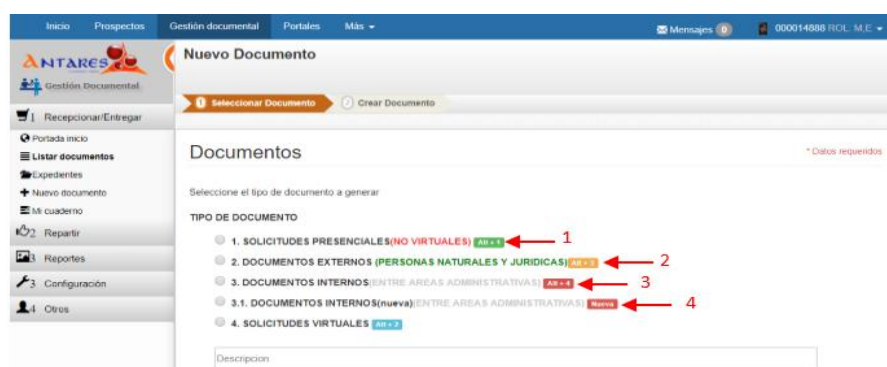 Inicio Prospectos Gestión documental Portales Más
Mensajes 0 000014888 ROL: M.E
ANTARES
Gestión Documental
Nuevo Documento
1 Seleccionar Documento 2 Crear Documento
1 Recepcionar/Entregar
Portada inicio
Listar documentos
Expedientes
Nuevo documento
Mi cuaderno
2 Repartir
3 Reportes
3 Configuración
4 Otros
Documentos
* Datos requeridos
Seleccione el tipo de documento a generar
TIPO DE DOCUMENTO
1. SOLICITUDES PRESENCIALES(NO VIRTUALES) Alt + 1 1
2. DOCUMENTOS EXTERNOS (PERSONAS NATURALES Y JURIDICAS) Alt + 3 2
3. DOCUMENTOS INTERNOS(ENTRE AREAS ADMINISTRATIVAS) Alt + 4 3
3.1. DOCUMENTOS INTERNOS(nueva)(ENTRE AREAS ADMINISTRATIVAS) Nueva 4
4. SOLICITUDES VIRTUALES Alt + 2
Descripcion